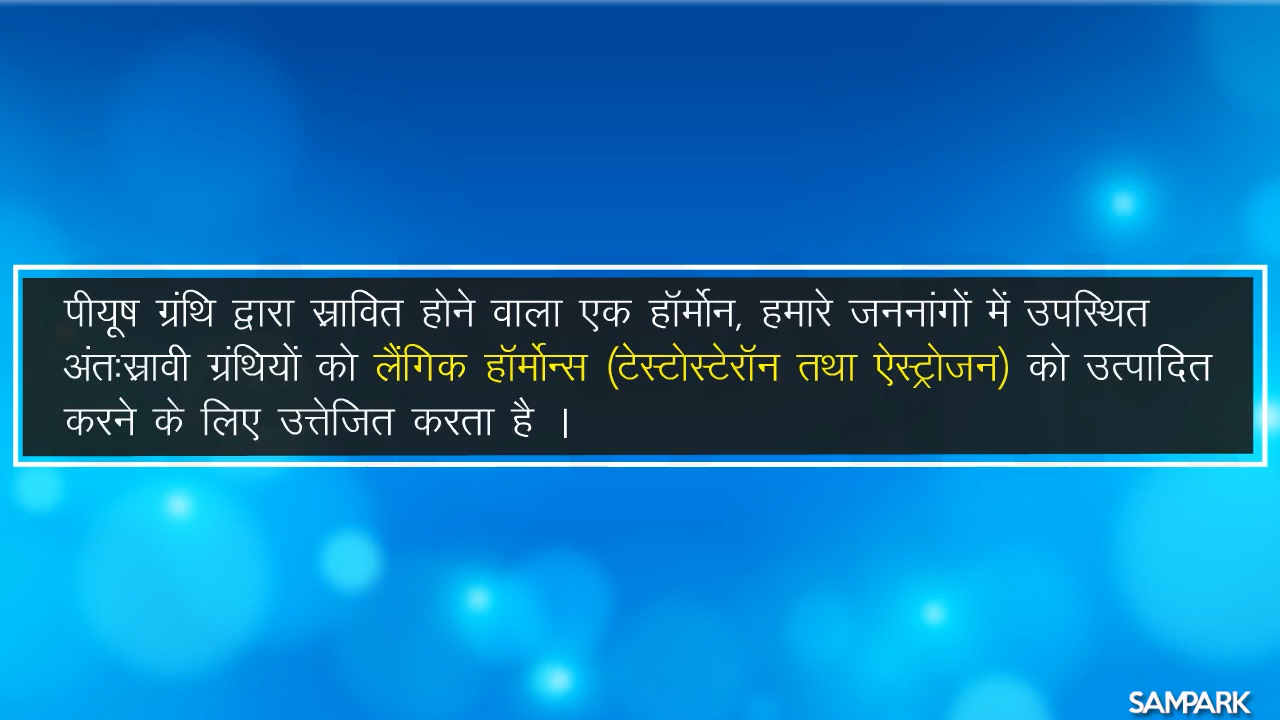 पीयूष ग्रंथि द्वारा स्रावित होने वाला एक हॉर्मोन, हमारे जननांगों में उपस्थित
अंतःस्रावी ग्रंथियों को लैंगिक हॉर्मोन्स (टेस्टोस्टेरॉन तथा ऐस्ट्रोजन) को उत्पादित
करने के लिए उत्तेजित करता है ।
SAMPARK